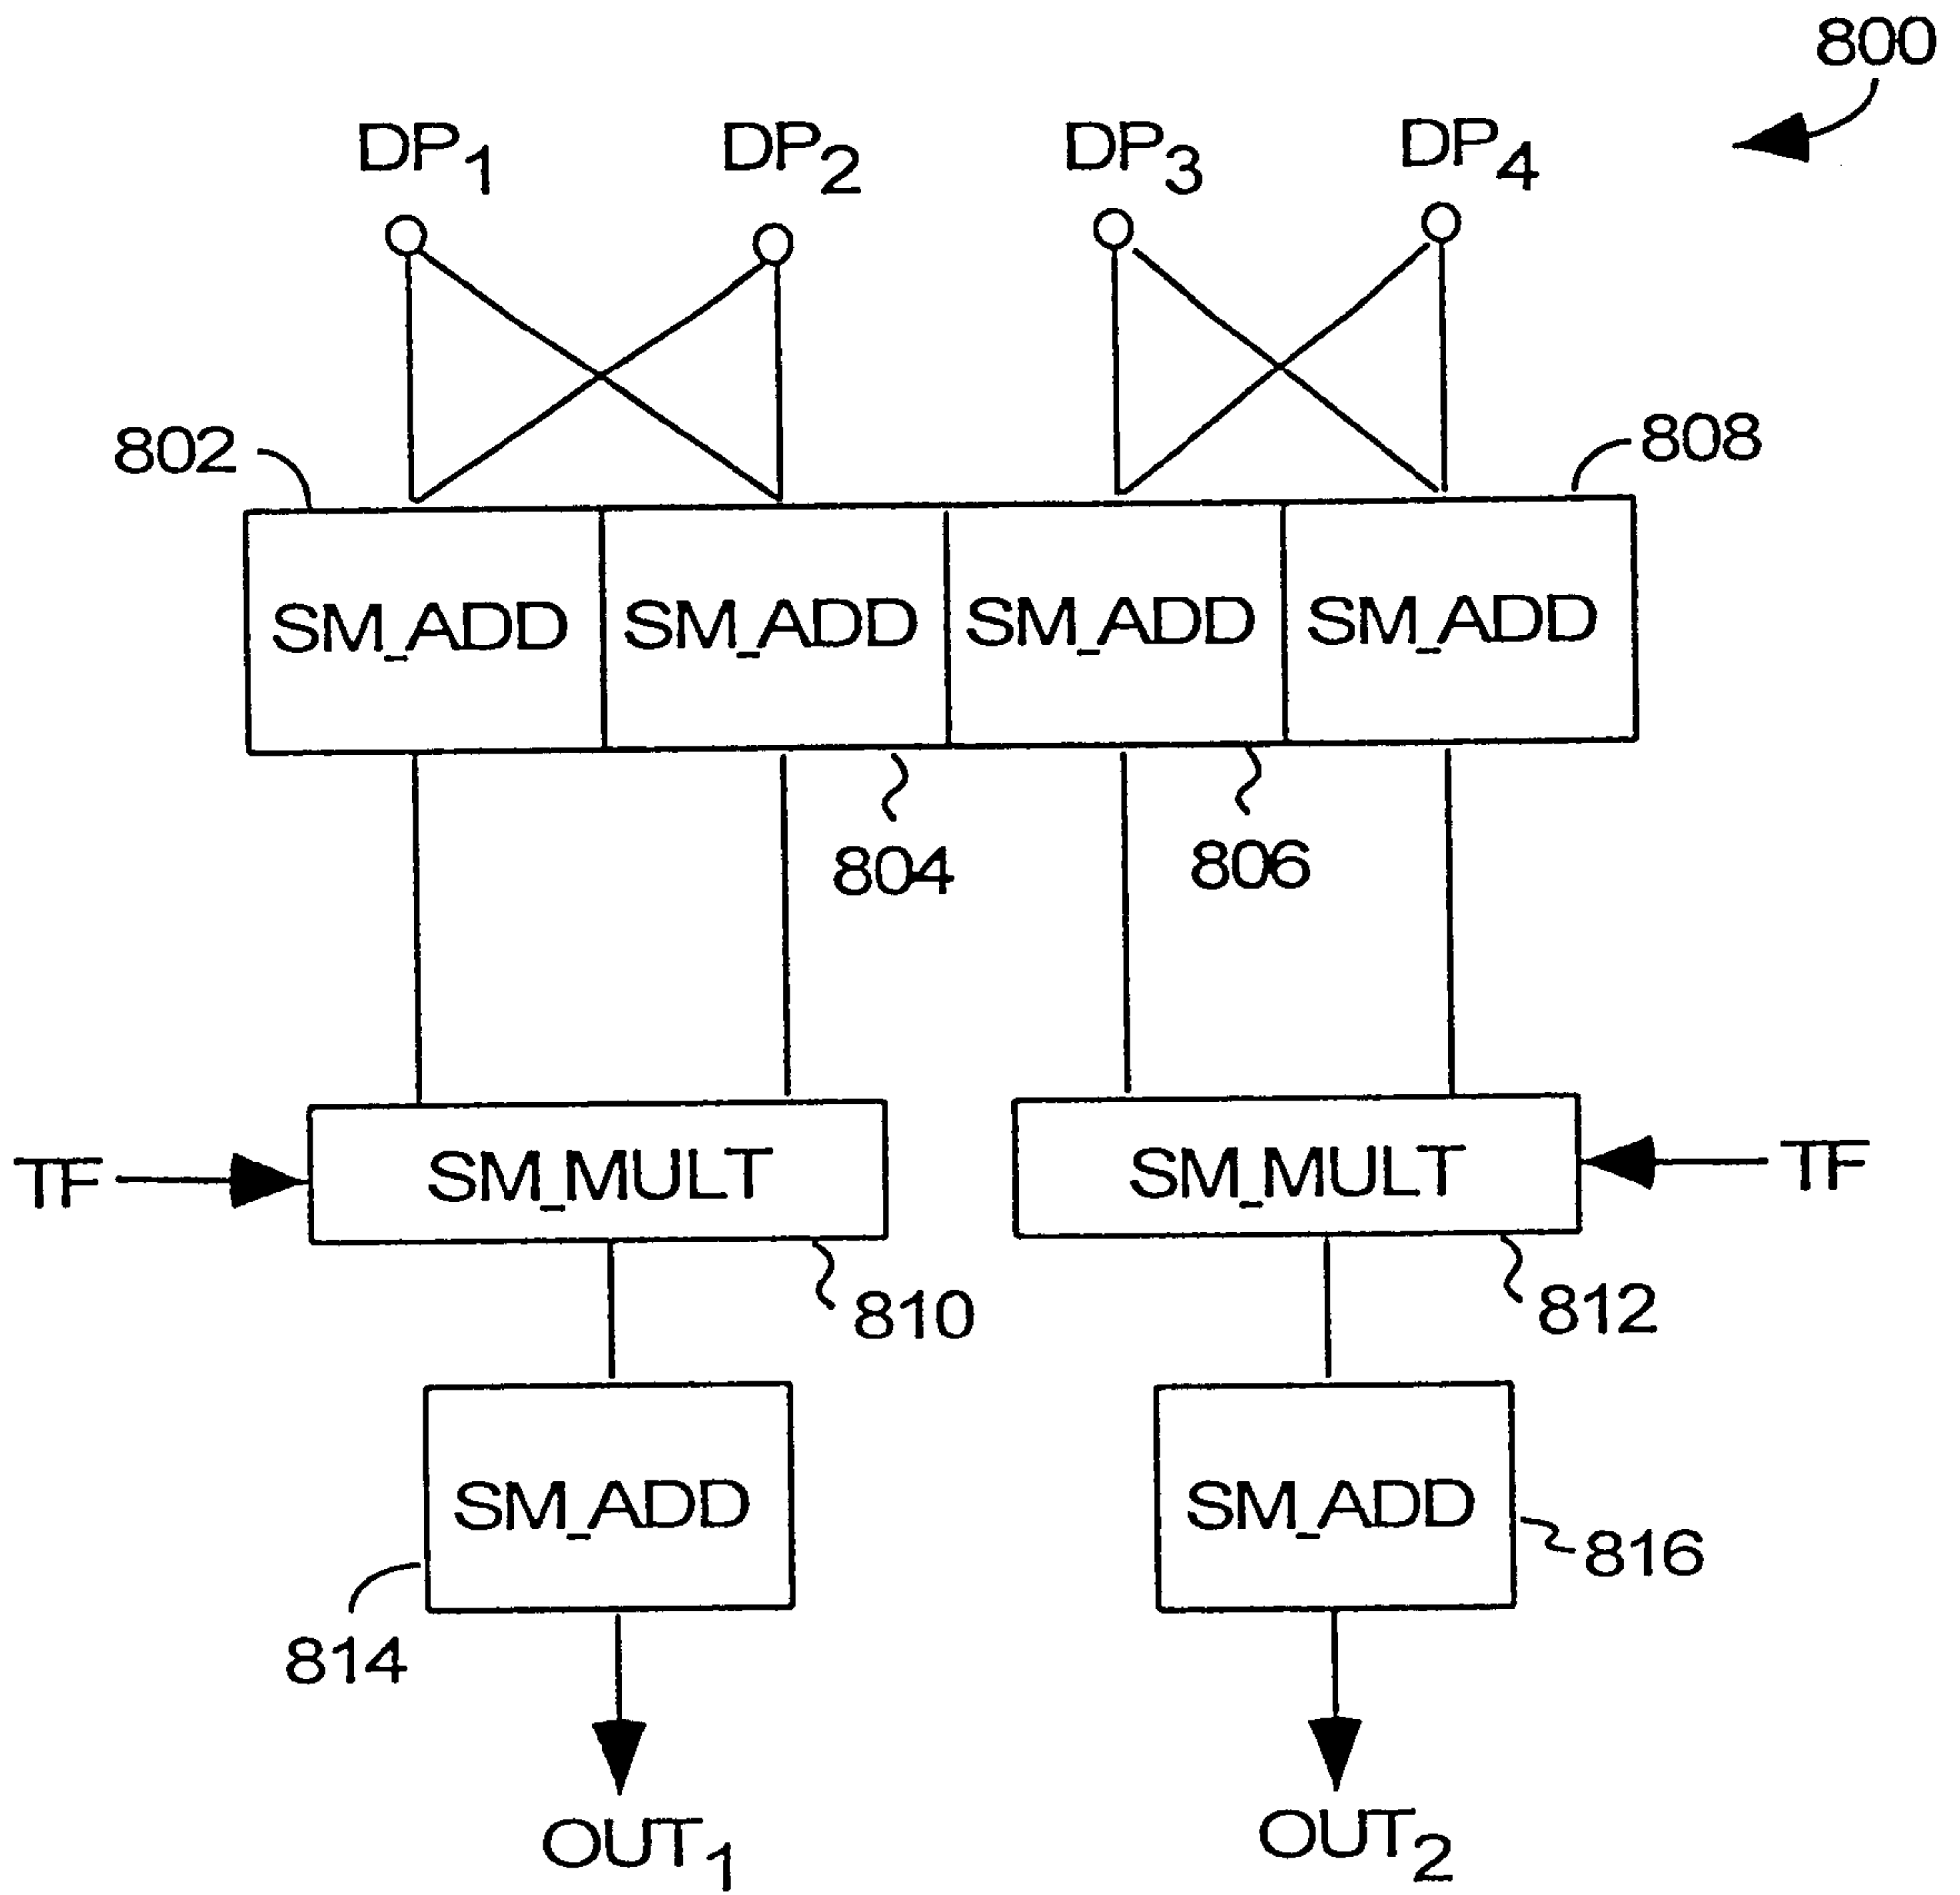 800
DP1 DP2 DP3 DP4
802 808
SM_ADD SM_ADD SM_ADD SM_ADD
804 806
TF SM_MULT SM_MULT TF
810 812
SM_ADD SM_ADD
816
814
OUT1 OUT2